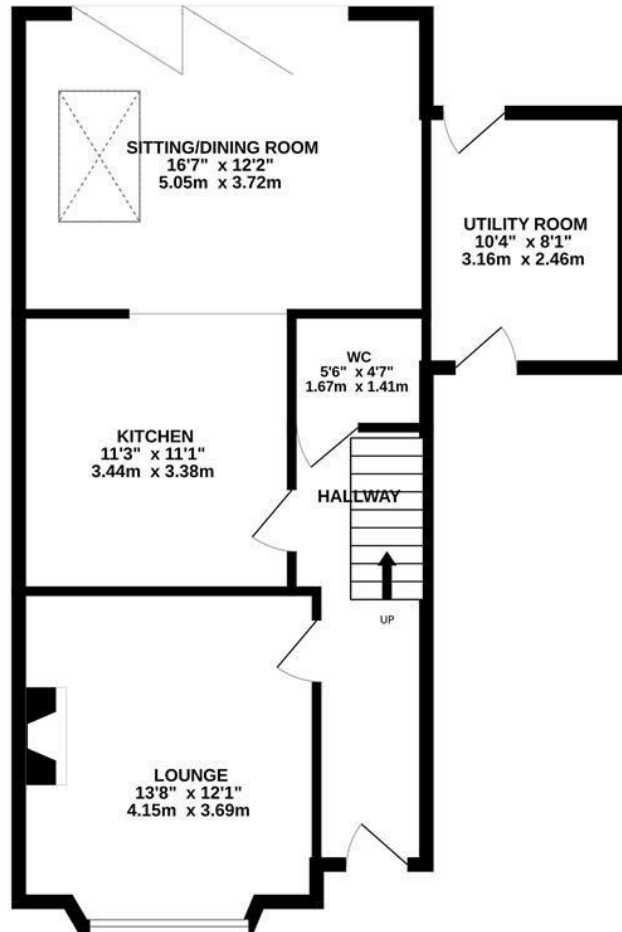 SITTING/DINING ROOM
16'7" x 12'2"
5.05m x 3.72m
UTILITY ROOM
10'4" x 8'1"
3.16m x 2.46m
WC
5'6" x 4'7"
1.67m x 1.41m
KITCHEN
11'3" x 11'1"
3.44m x 3.38m
HALLWAY
UP
LOUNGE
13'8" x 12'1"
4.15m x 3.69m